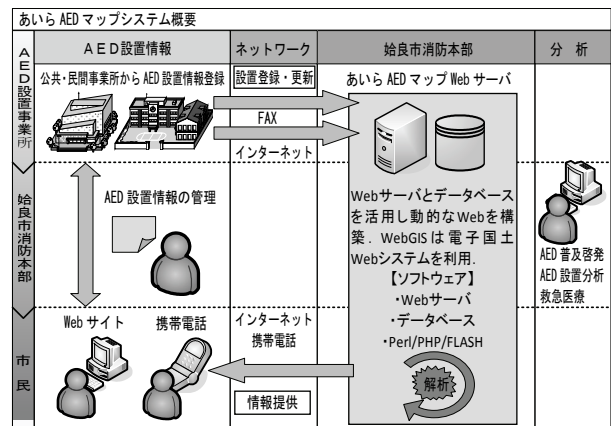 あいら AED マップシステム概要
ＡＥＤ設置情報
ネットワーク
姶良市消防本部
分 析
ＡＥＤ設置事業所
公共・民間事業所から AED 設置情報登録
設置登録・更新
FAX
インターネット
あいら AED マップ Web サーバ
Webサーバとデータベース
を活用し動的なWebを構
築．WebGISは電子国土
Webシステムを利用.
【ソフトウェア】
・Webサーバ
・データベース
・Perl/PHP/FLASH
解析
姶良市消防本部
AED 設置情報の管理
AED 普及啓発
AED 設置分析
救急医療
市民
Web サイト
携帯電話
インターネット
携帯電話
情報提供